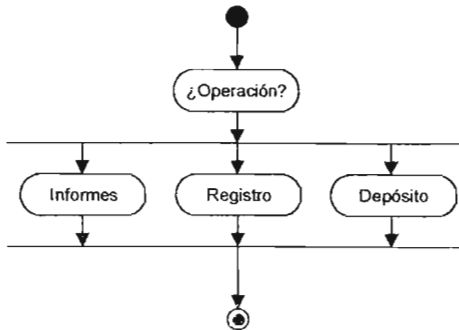 ¿Operación?
Informes
Registro
Depósito